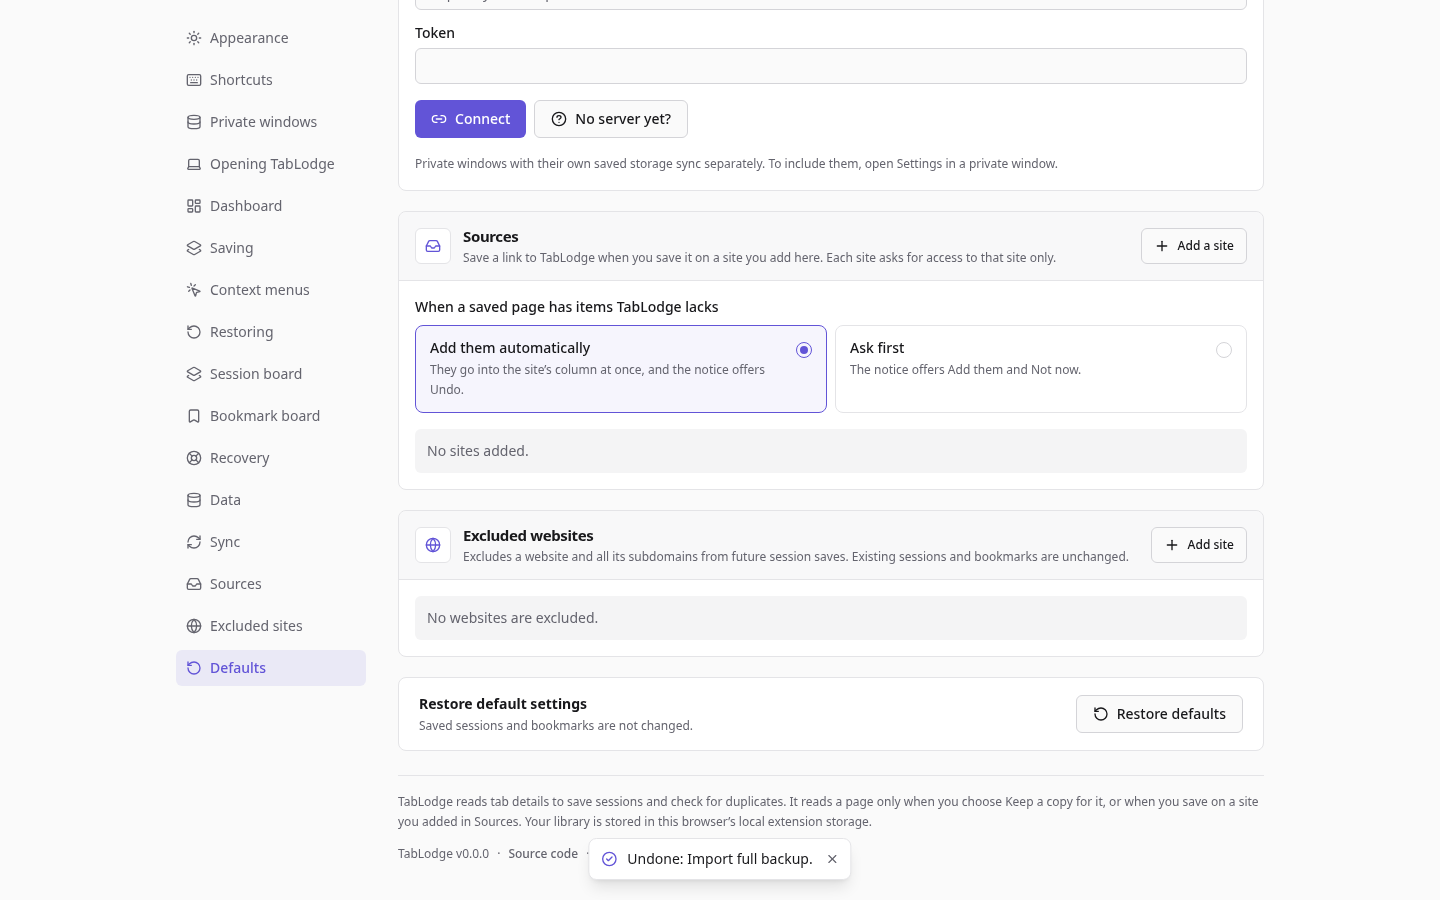 Appearance
Shortcuts
Private windows
Opening TabLodge
Dashboard
Saving
Context menus
Restoring
Session board
Bookmark board
Recovery
Data
Sync
Sources
Excluded sites
Defaults
Token
Connect
No server yet?
Private windows with their own saved storage sync separately. To include them, open Settings in a private window.
Sources
Save a link to TabLodge when you save it on a site you add here. Each site asks for access to that site only.
Add a site
When a saved page has items TabLodge lacks
Add them automatically
They go into the site’s column at once, and the notice offers
Undo.
Ask first
The notice offers Add them and Not now.
No sites added.
Excluded websites
Excludes a website and all its subdomains from future session saves. Existing sessions and bookmarks are unchanged.
Add site
No websites are excluded.
Restore default settings
Saved sessions and bookmarks are not changed.
Restore defaults
TabLodge reads tab details to save sessions and check for duplicates. It reads a page only when you choose Keep a copy for it, or when you save on a site
you added in Sources. Your library is stored in this browser’s local extension storage.
TabLodge v0.0.0 · Source code ·
Undone: Import full backup.